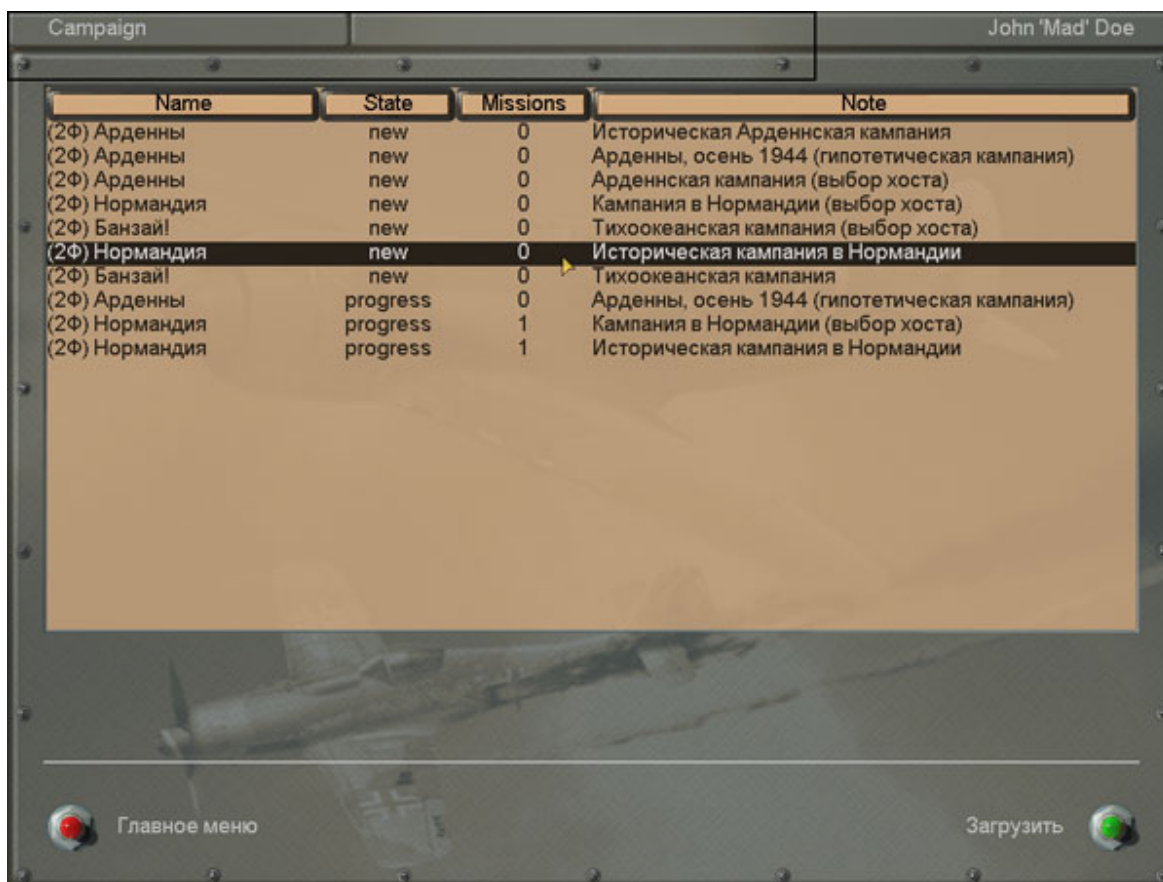 Campaign John 'Mad' Doe
Name State Missions Note
(2Ф) Арденны new 0 Историческая Арденнская кампания
(2Ф) Арденны new 0 Арденны, осень 1944 (гипотетическая кампания)
(2Ф) Арденны new 0 Арденнская кампания (выбор хоста)
(2Ф) Нормандия new 0 Кампания в Нормандии (выбор хоста)
(2Ф) Банзай! new 0 Тихоокеанская кампания (выбор хоста)
(2Ф) Нормандия new 0 Историческая кампания в Нормандии
(2Ф) Банзай! new 0 Тихоокеанская кампания
(2Ф) Арденны progress 0 Арденны, осень 1944 (гипотетическая кампания)
(2Ф) Нормандия progress 1 Кампания в Нормандии (выбор хоста)
(2Ф) Нормандия progress 1 Историческая кампания в Нормандии
Главное меню Загрузить